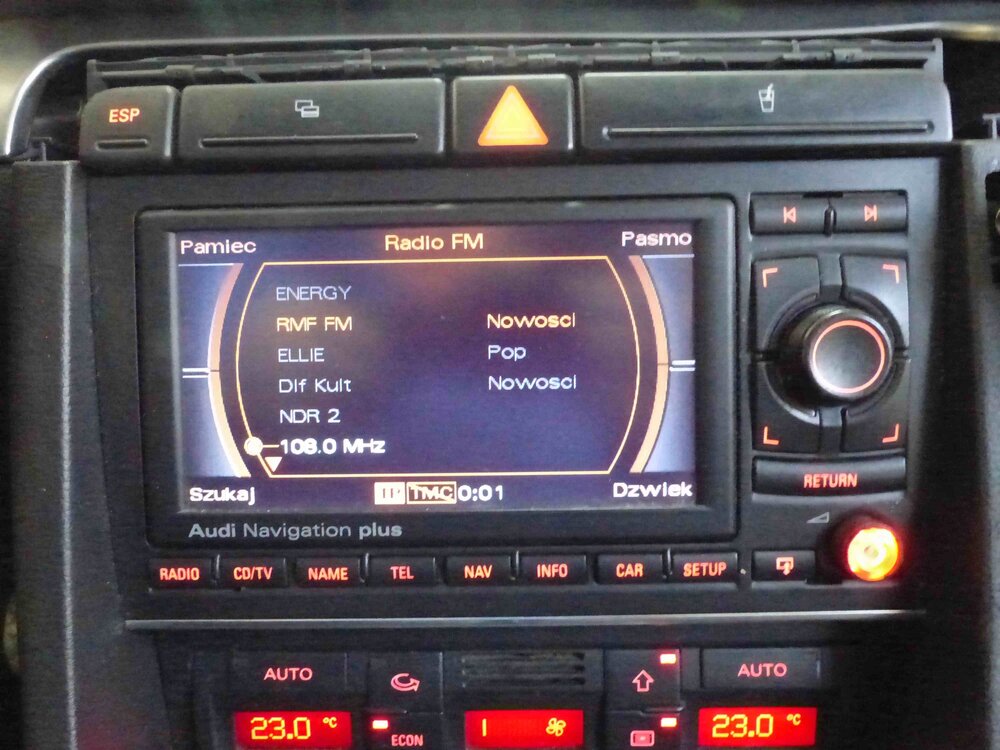 ESP
Pamiec Radio FM Pasmo
ENERGY
RMF FM Nowosci
ELLIE Pop
Dlf Kult Nowosci
NDR 2
108.0 MHz
Szukaj TP TMC 0:01 Dzwiek
Audi Navigation plus
RETURN
RADIO CD/TV NAME TEL NAV INFO CAR SETUP
AUTO AUTO
23.0 °C ECON 1 23.0 °C